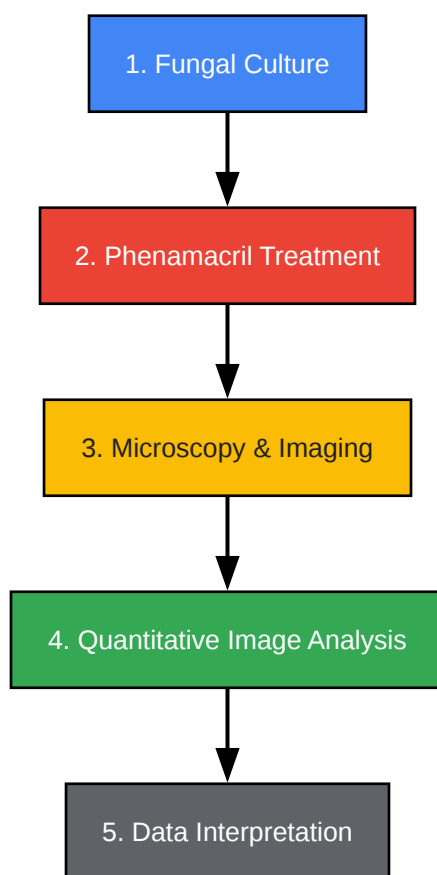 1. Fungal Culture
2. Phenamacril Treatment
3. Microscopy & Imaging
4. Quantitative Image Analysis
5. Data Interpretation